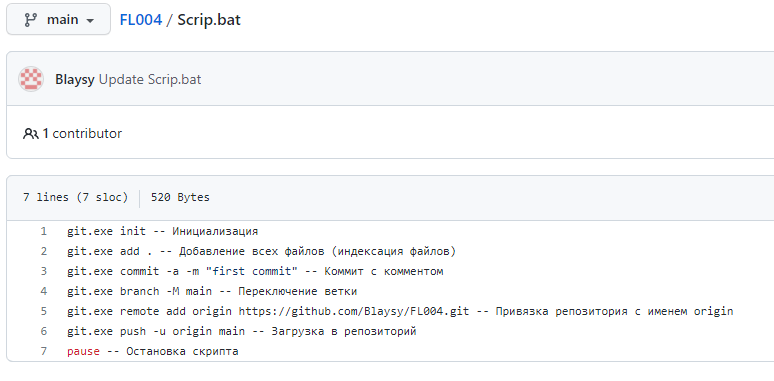 main FL004 / Scrip.bat
Blaysy Update Scrip.bat
1 contributor
7 lines (7 sloc) 520 Bytes
1 git.exe init -- Инициализация
2 git.exe add . -- Добавление всех файлов (индексация файлов)
3 git.exe commit -a -m "first commit" -- Коммит с комментом
4 git.exe branch -M main -- Переключение ветки
5 git.exe remote add origin https://github.com/Blaysy/FL004.git -- Привязка репозитория с именем origin
6 git.exe push -u origin main -- Загрузка в репозиторий
7 pause -- Остановка скрипта